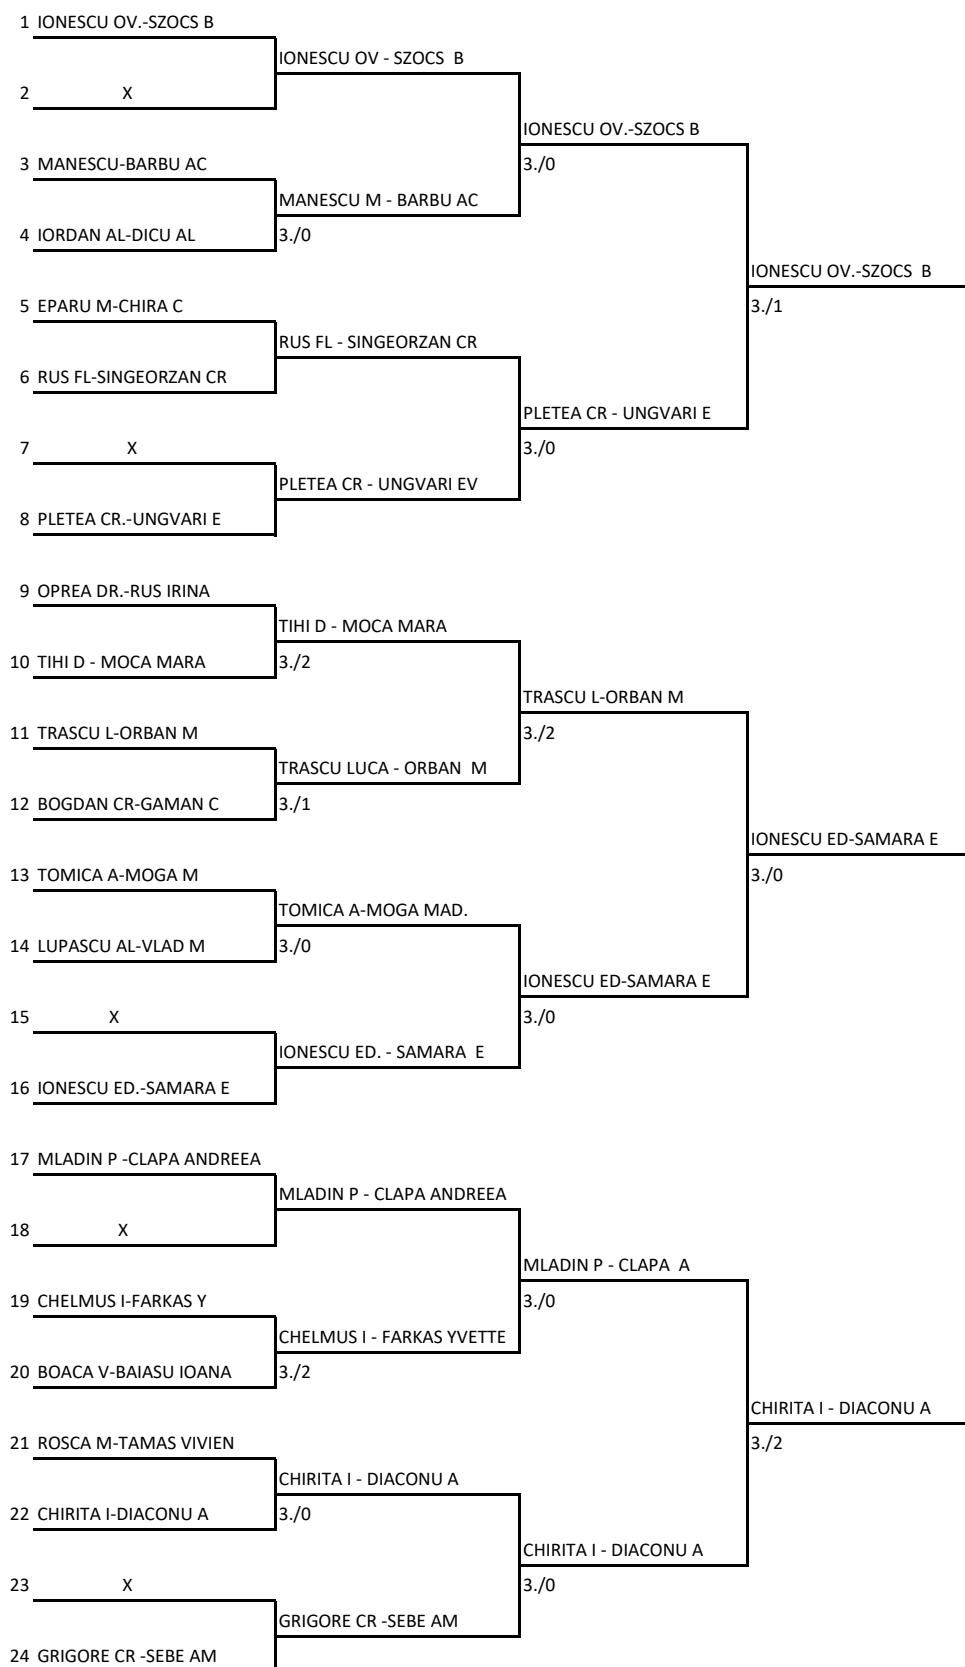 1 IONESCU OV.-SZOCS B
IONESCU OV - SZOCS  B
2 X
IONESCU OV.-SZOCS B
3 MANESCU-BARBU AC
3./0
MANESCU M - BARBU AC
4 IORDAN AL-DICU AL
3./0
IONESCU OV.-SZOCS  B
5 EPARU M-CHIRA C
3./1
RUS FL - SINGEORZAN CR
6 RUS FL-SINGEORZAN CR
PLETEA CR - UNGVARI E
7 X
3./0
PLETEA CR - UNGVARI EV
8 PLETEA CR.-UNGVARI E
9 OPREA DR.-RUS IRINA
TIHI D - MOCA MARA
10 TIHI D - MOCA MARA
3./2
TRASCU L-ORBAN M
11 TRASCU L-ORBAN M
3./2
TRASCU LUCA - ORBAN  M
12 BOGDAN CR-GAMAN C
3./1
IONESCU ED-SAMARA E
13 TOMICA A-MOGA M
3./0
TOMICA A-MOGA MAD.
14 LUPASCU AL-VLAD M
3./0
IONESCU ED-SAMARA E
15 X
3./0
IONESCU ED. - SAMARA  E
16 IONESCU ED.-SAMARA E
17 MLADIN P -CLAPA ANDREEA
MLADIN P - CLAPA ANDREEA
18 X
MLADIN P - CLAPA  A
19 CHELMUS I-FARKAS Y
3./0
CHELMUS I - FARKAS YVETTE
20 BOACA V-BAIASU IOANA
3./2
CHIRITA I - DIACONU A
21 ROSCA M-TAMAS VIVIEN
3./2
CHIRITA I - DIACONU A
22 CHIRITA I-DIACONU A
3./0
CHIRITA I - DIACONU A
23 X
3./0
GRIGORE CR -SEBE AM
24 GRIGORE CR -SEBE AM